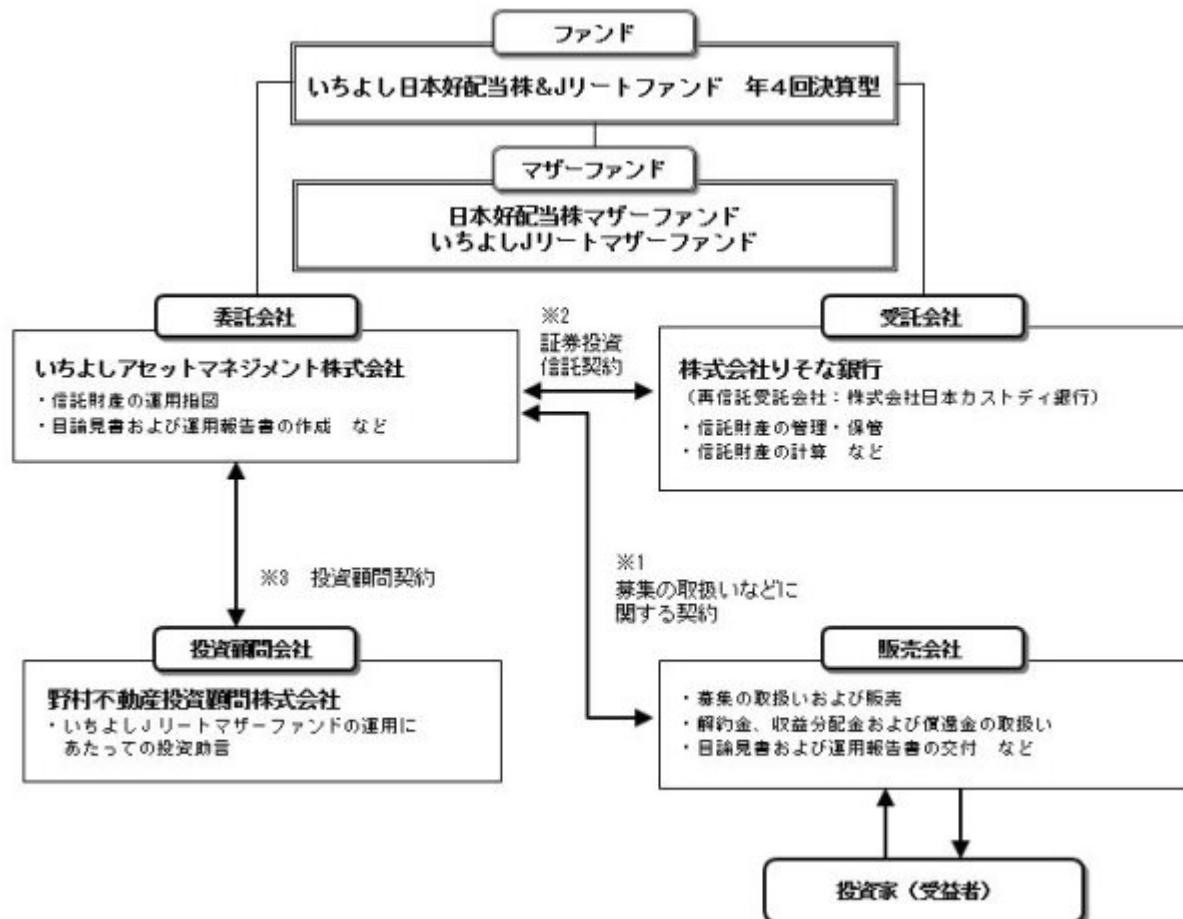 ファンド
いちよし日本好配当株&Jリートファンド 年4回決算型
マザーファンド
日本好配当株マザーファンド
いちよしJリートマザーファンド
委託会社
いちよしアセットマネジメント株式会社
・信託財産の運用指図
・目論見書および運用報告書の作成 など
※2
証券投資
信託契約
受託会社
株式会社りそな銀行
（再信託受託会社：株式会社日本カストディ銀行）
・信託財産の管理・保管
・信託財産の計算 など
※3 投資顧問契約
※1
募集の取扱いなどに
関する契約
投資顧問会社
野村不動産投資顧問株式会社
・いちよしJリートマザーファンドの運用に
あたっての投資助言
販売会社
・募集の取扱いおよび販売
・解約金、収益分配金および償還金の取扱い
・目論見書および運用報告書の交付 など
投資家（受益者）